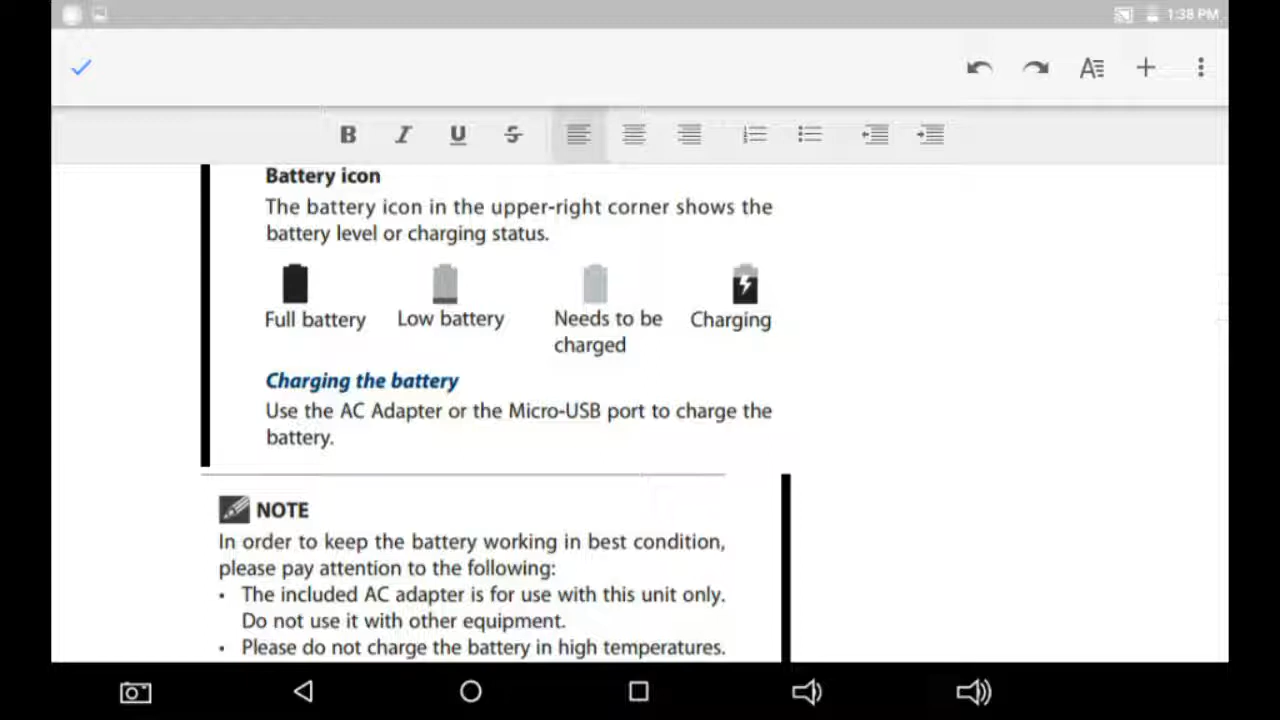 1:38 PM
B I U S
Battery icon
The battery icon in the upper-right corner shows the
battery level or charging status.
Full battery Low battery Needs to be Charging
charged
Charging the battery
Use the AC Adapter or the Micro-USB port to charge the
battery.
NOTE
In order to keep the battery working in best condition,
please pay attention to the following:
• The included AC adapter is for use with this unit only.
Do not use it with other equipment.
• Please do not charge the battery in high temperatures.